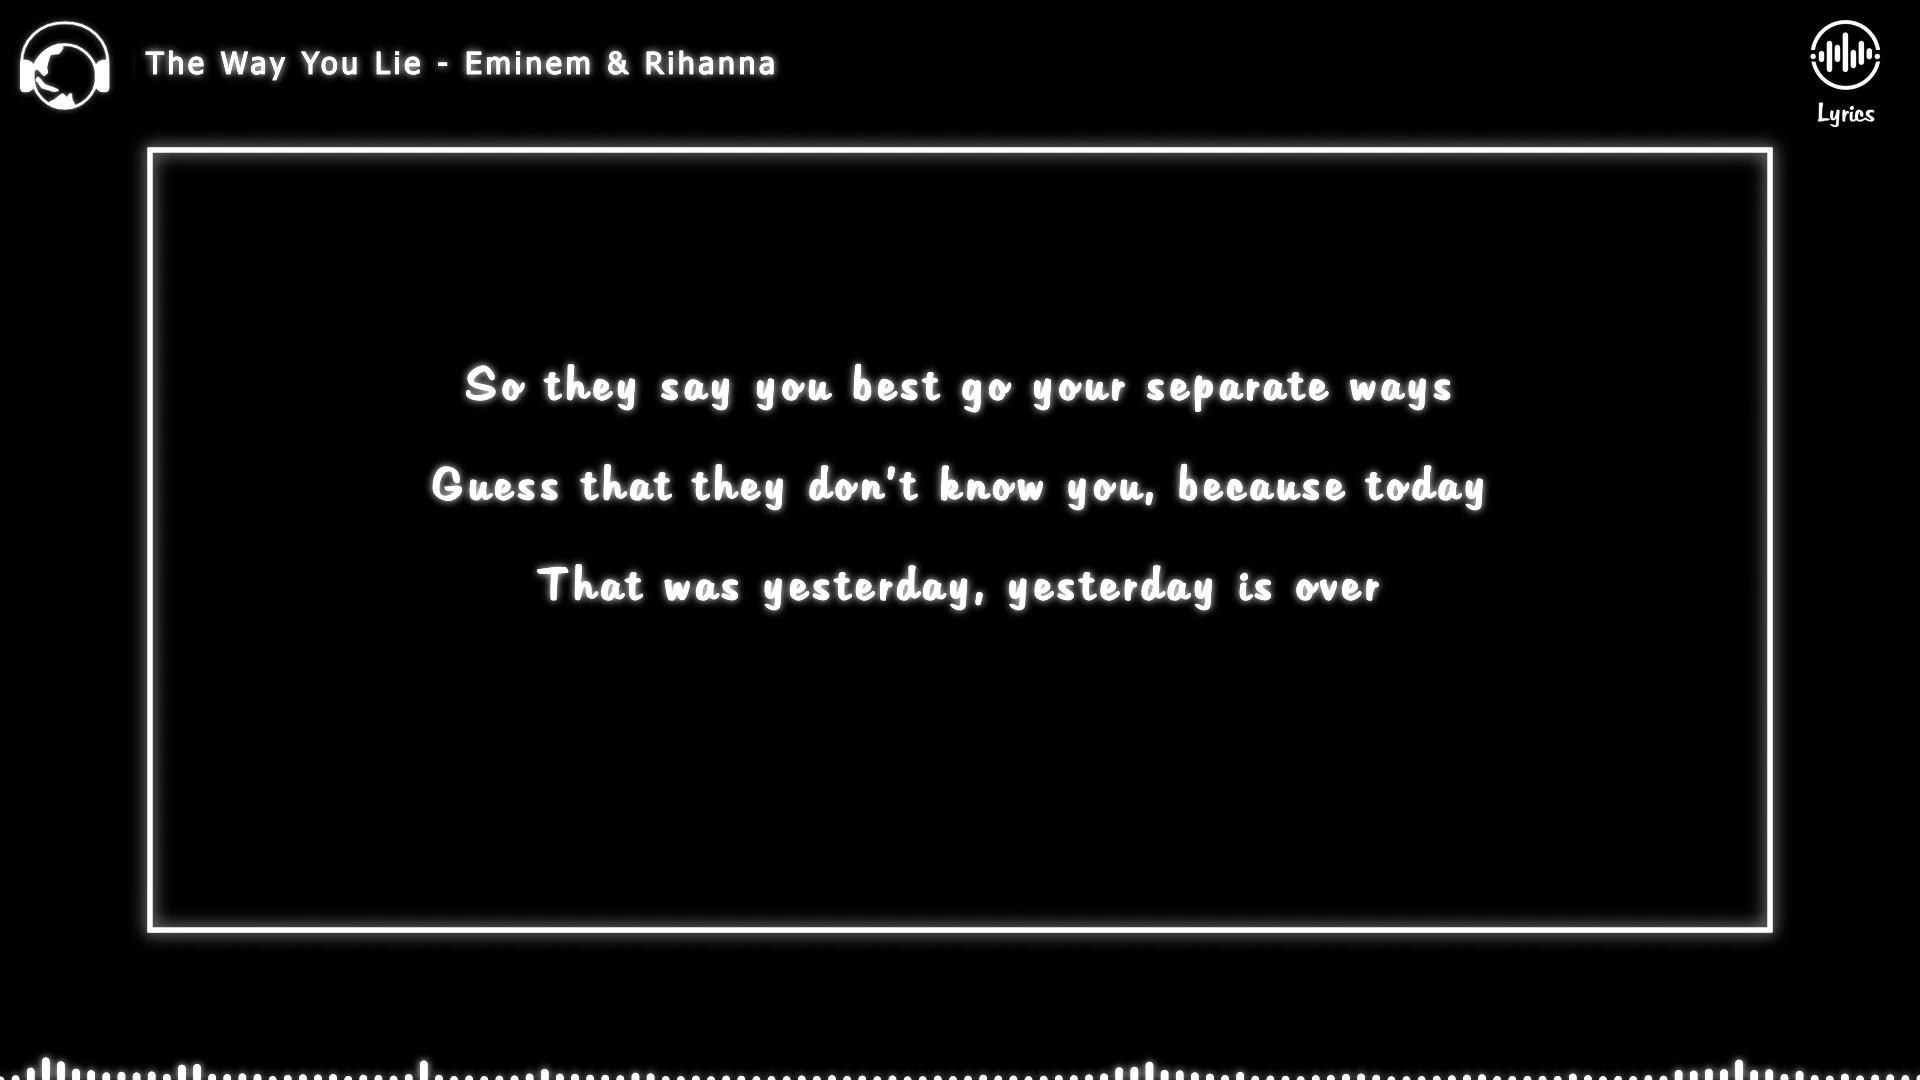 The Way You Lie - Eminem & Rihanna
Lyrics
So they say you best go your separate ways
Guess that they don't know you, because today
That was yesterday, yesterday is over